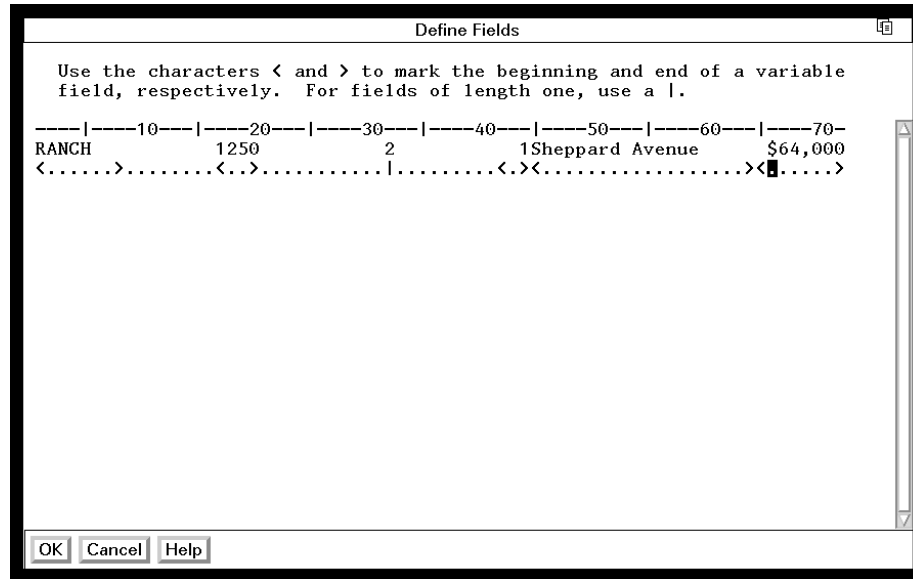 Define Fields
Use the characters < and > to mark the beginning and end of a variable
field, respectively.  For fields of length one, use a |.
----|----10---|----20---|----30---|----40---|----50---|----60---|----70-
RANCH           1250           2           1Sheppard Avenue      $64,000
<......>........<..>...........|.........<.><..................><......>
OK Cancel Help